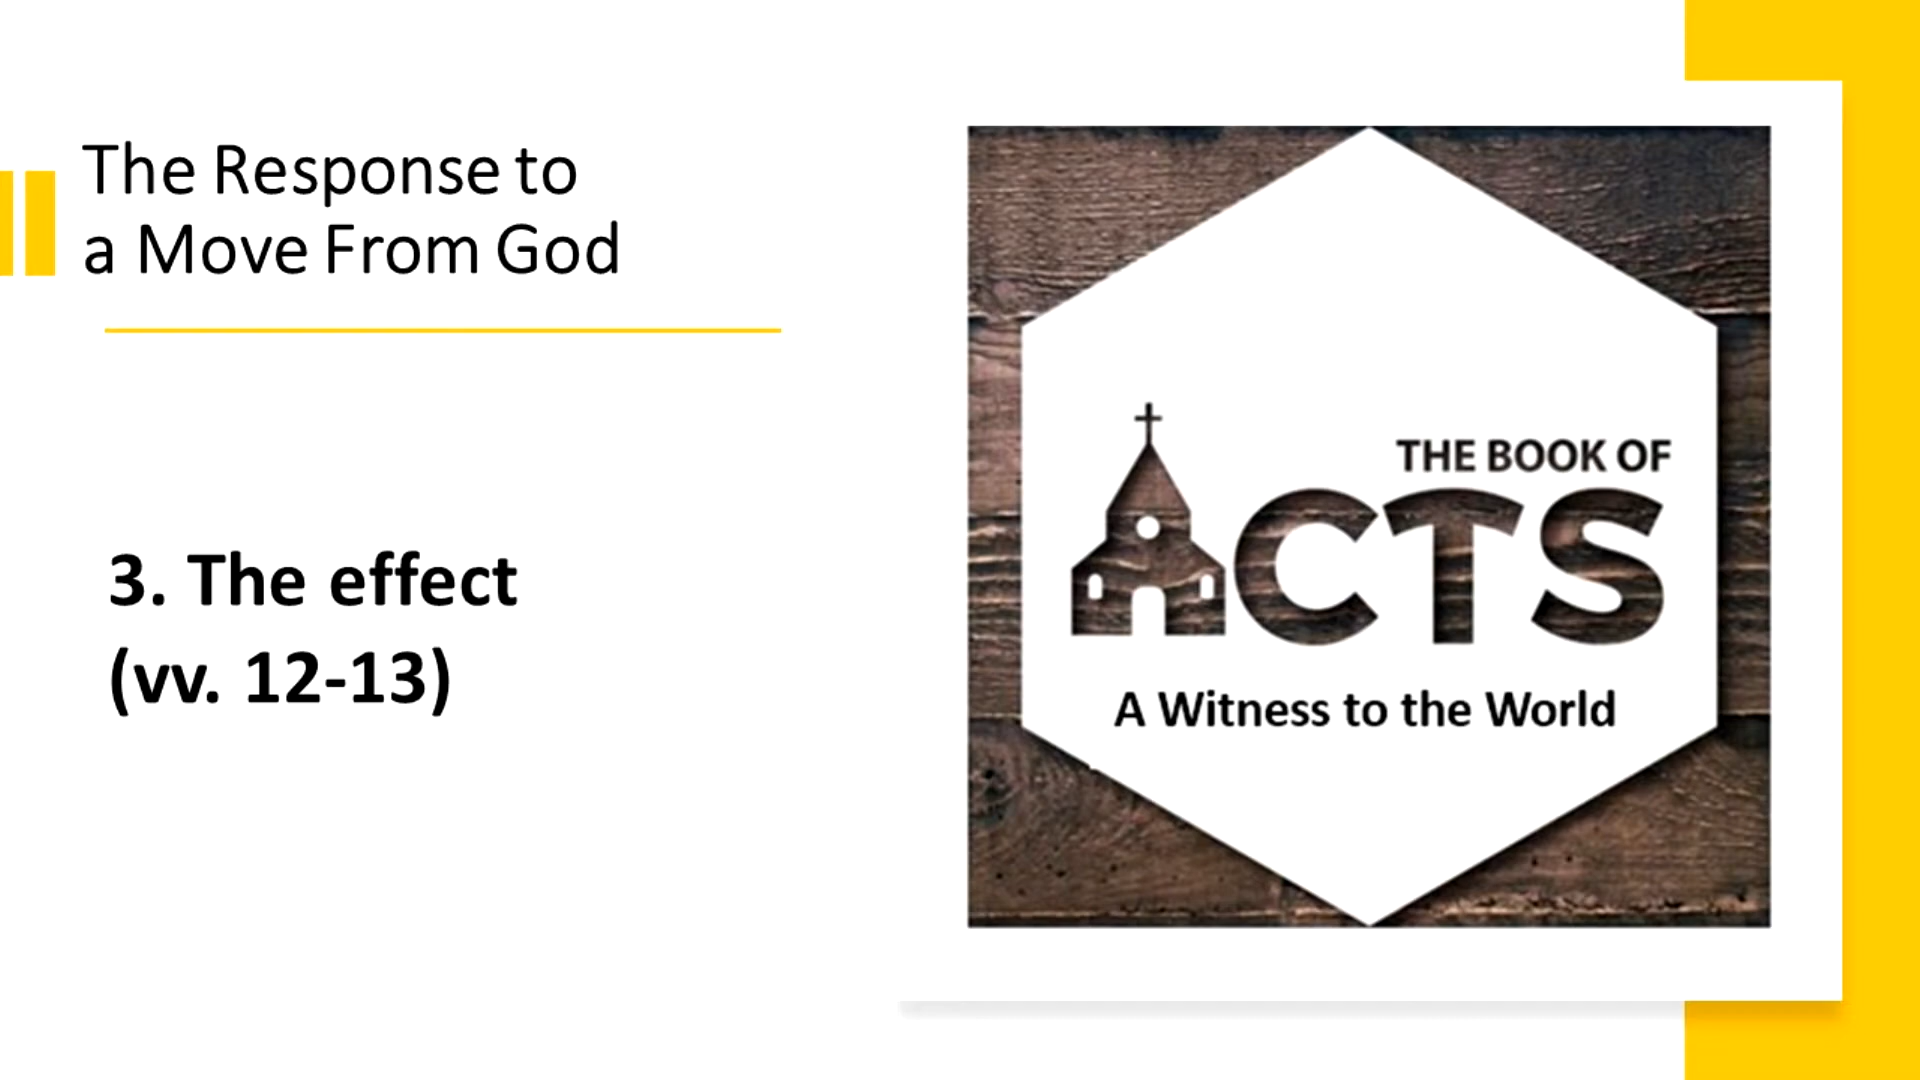 The Response to
a Move From God
3. The effect
(vv. 12-13)
THE BOOK OF
ACTS
A Witness to the World